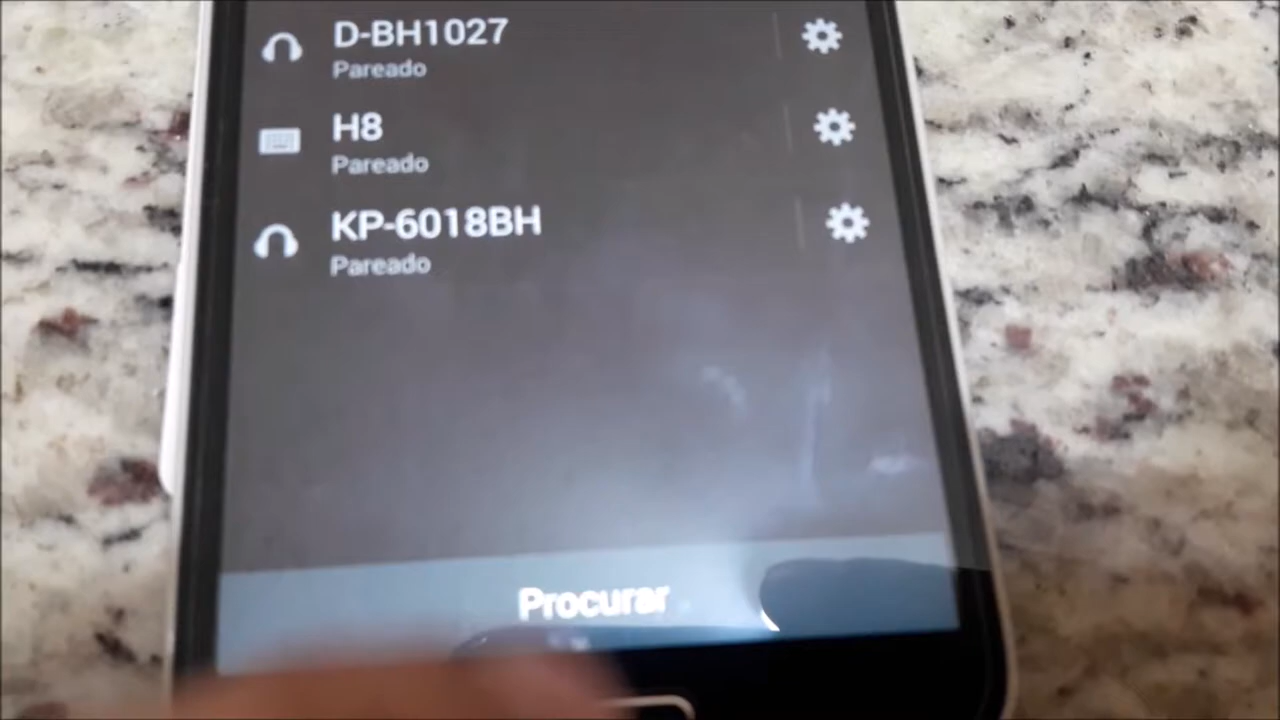 D-BH1027
Pareado
H8
Pareado
KP-6018BH
Pareado
Procurar